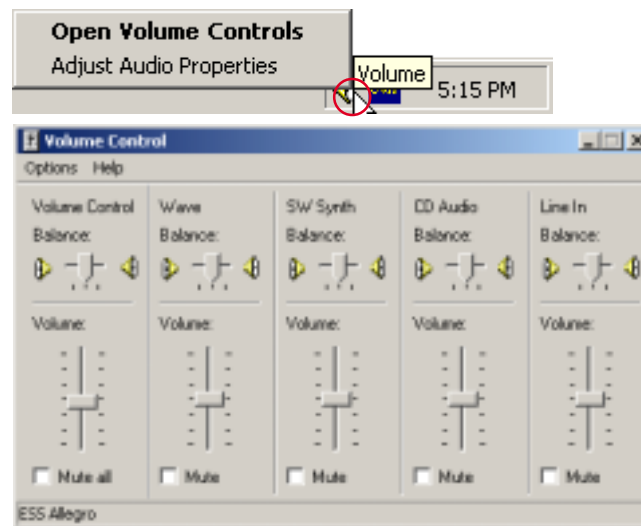 Open Volume Controls
Adjust Audio Properties
Volume
5:15 PM
Volume Control
Options Help
Volume Control Wave SW Synth CD Audio Line In
Balance: Balance: Balance: Balance: Balance:
Volume: Volume: Volume: Volume: Volume:
Mute all Mute Mute Mute Mute
ESS Allegro